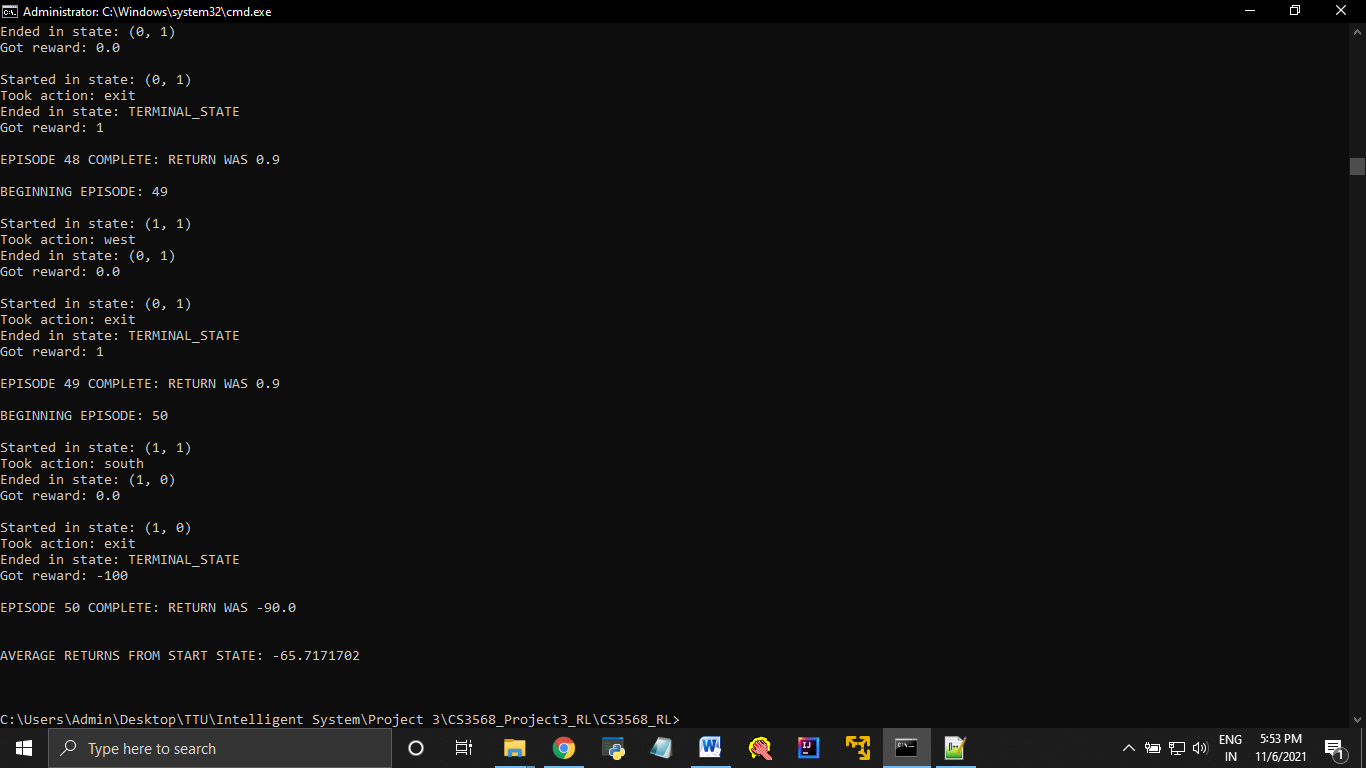 Administrator: C:\Windows\system32\cmd.exe
Ended in state: (0, 1)
Got reward: 0.0
Started in state: (0, 1)
Took action: exit
Ended in state: TERMINAL_STATE
Got reward: 1
EPISODE 48 COMPLETE: RETURN WAS 0.9
BEGINNING EPISODE: 49
Started in state: (1, 1)
Took action: west
Ended in state: (0, 1)
Got reward: 0.0
Started in state: (0, 1)
Took action: exit
Ended in state: TERMINAL_STATE
Got reward: 1
EPISODE 49 COMPLETE: RETURN WAS 0.9
BEGINNING EPISODE: 50
Started in state: (1, 1)
Took action: south
Ended in state: (1, 0)
Got reward: 0.0
Started in state: (1, 0)
Took action: exit
Ended in state: TERMINAL_STATE
Got reward: -100
EPISODE 50 COMPLETE: RETURN WAS -90.0
AVERAGE RETURNS FROM START STATE: -65.7171702
C:\Users\Admin\Desktop\TTU\Intelligent System\Project 3\CS3568_Project3_RL\CS3568_RL>
Type here to search
ENG
IN
5:53 PM
11/6/2021
1